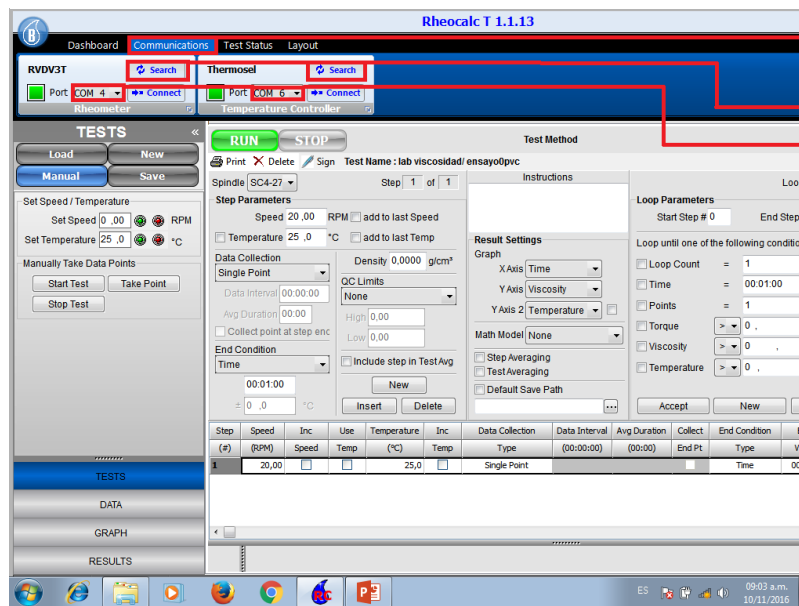 Rheocalc T 1.1.13
Dashboard Communications Test Status Layout
RVDV3T Search
Port COM 4 Connect
Rheometer
Thermosel Search
Port COM 6 Connect
Temperature Controller
TESTS «
Load New
Manual Save
Set Speed / Temperature
Set Speed 0 ,00 RPM
Set Temperature 25 ,0 °C
Manually Take Data Points
Start Test Take Point
Stop Test
TESTS
DATA
GRAPH
RESULTS
RUN STOP Test Method
Print Delete Sign Test Name : lab viscosidad/ ensayo0pvc
Spindle SC4-27 Step 1 of 1
Step Parameters
Speed 20 ,00 RPM add to last Speed
Temperature 25 ,0 °C add to last Temp
Data Collection
Single Point
Data Interval 00:00:00
Avg Duration 00:00
Collect point at step enc
End Condition
Time
00:01:00
± 0 ,0 °C
Density 0,0000 g/cm³
QC Limits
None
High 0,00
Low 0,00
Include step in Test Avg
New
Insert Delete
Instructions
Result Settings
Graph
X Axis Time
Y Axis Viscosity
Y Axis 2 Temperature
Math Model None
Step Averaging
Test Averaging
Default Save Path
...
Loo
Loop Parameters
Start Step # 0 End Step
Loop until one of the following conditio
Loop Count = 1
Time = 00:01:00
Points = 1
Torque > 0 ,
Viscosity > 0 ,
Temperature > 0 ,
Accept New
Step Speed Inc Use Temperature Inc Data Collection Data Interval Avg Duration Collect End Condition
(#) (RPM) Speed Temp (°C) Temp Type (00:00:00) (00:00) End Pt Type
1 20,00 25,0 Single Point Time 00
ES 09:03 a.m.
10/11/2016